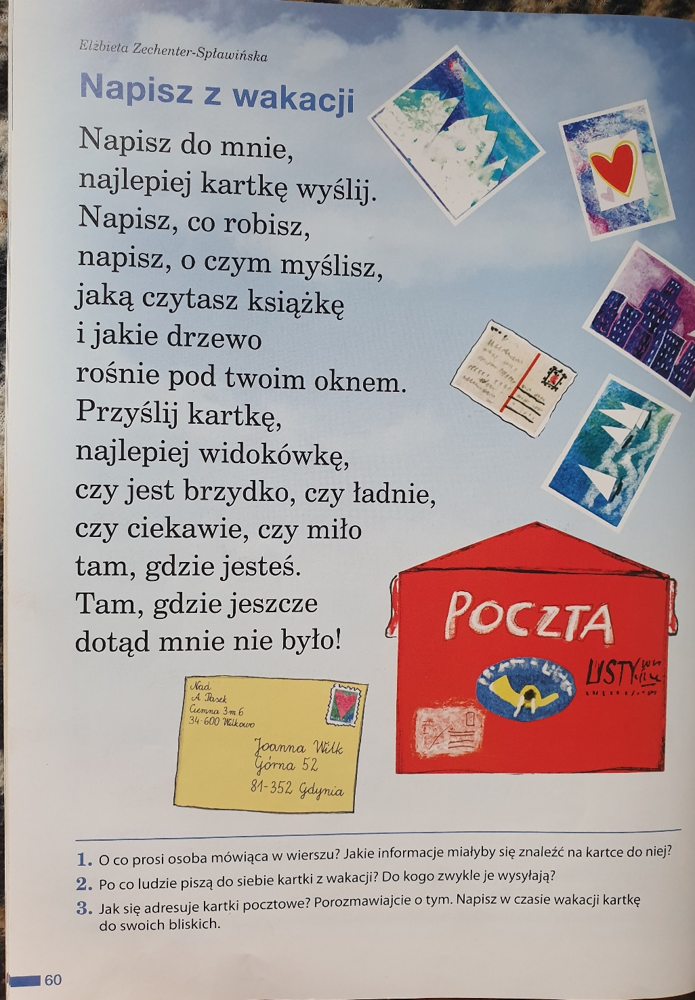 Elżbieta Zechenter-Spławińska
Napisz z wakacji
Napisz do mnie,
najlepiej kartkę wyślij.
Napisz, co robisz,
napisz, o czym myślisz,
jaką czytasz książkę
i jakie drzewo
rośnie pod twoim oknem.
Przyślij kartkę,
najlepiej widokówkę,
czy jest brzydko, czy ładnie,
czy ciekawie, czy miło
tam, gdzie jesteś.
Tam, gdzie jeszcze
dotąd mnie nie było!
POCZTA
LISTY
Nad
A Pasek
Ciemna 3 m 6
34-600 Wilkowo
Joanna Wilk
Górna 52
81-352 Gdynia
1. O co prosi osoba mówiąca w wierszu? Jakie informacje miałyby się znaleźć na kartce do niej?
2. Po co ludzie piszą do siebie kartki z wakacji? Do kogo zwykle je wysyłają?
3. Jak się adresuje kartki pocztowe? Porozmawiajcie o tym. Napisz w czasie wakacji kartkę
do swoich bliskich.
60